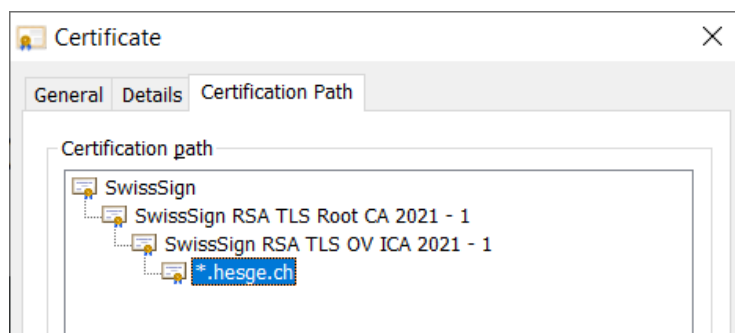 Certificate
General Details Certification Path
Certification path
SwissSign
SwissSign RSA TLS Root CA 2021 - 1
SwissSign RSA TLS OV ICA 2021 - 1
*.hesge.ch